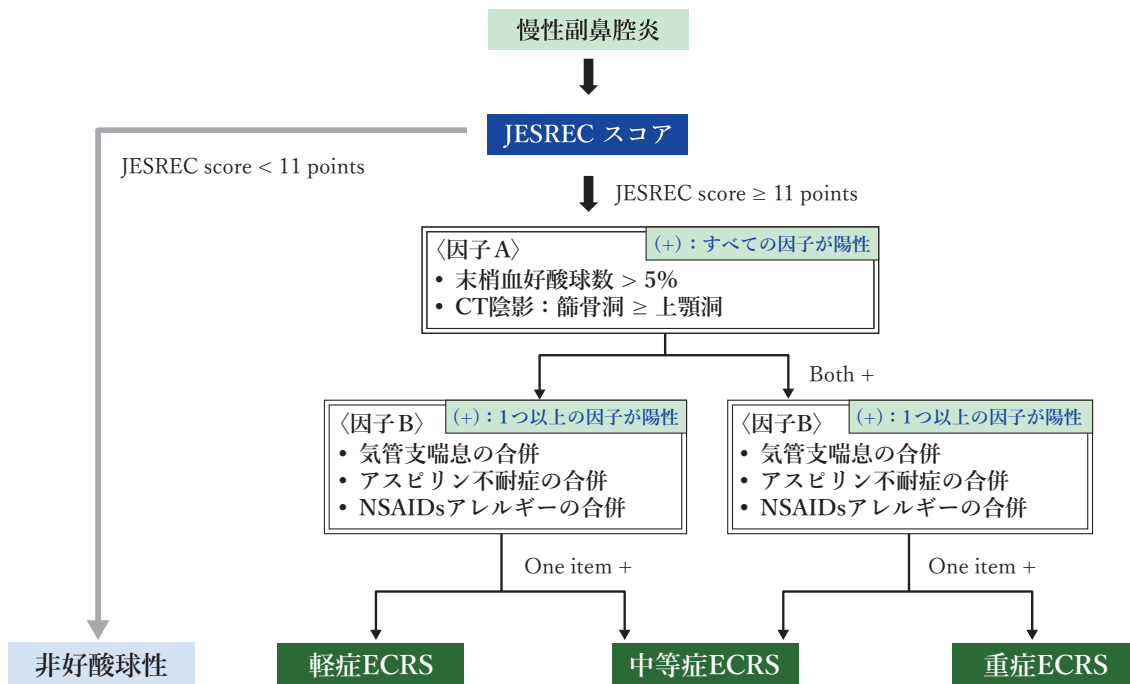 慢性副鼻腔炎
JESREC スコア
JESREC score < 11 points
JESREC score ≥ 11 points
〈因子A〉
(+)：すべての因子が陽性
• 末梢血好酸球数 > 5%
• CT陰影：篩骨洞 ≥ 上顎洞
Both +
〈因子B〉
(+)：1つ以上の因子が陽性
• 気管支喘息の合併
• アスピリン不耐症の合併
• NSAIDsアレルギーの合併
〈因子B〉
(+)：1つ以上の因子が陽性
• 気管支喘息の合併
• アスピリン不耐症の合併
• NSAIDsアレルギーの合併
One item +
One item +
非好酸球性
軽症ECRS
中等症ECRS
重症ECRS